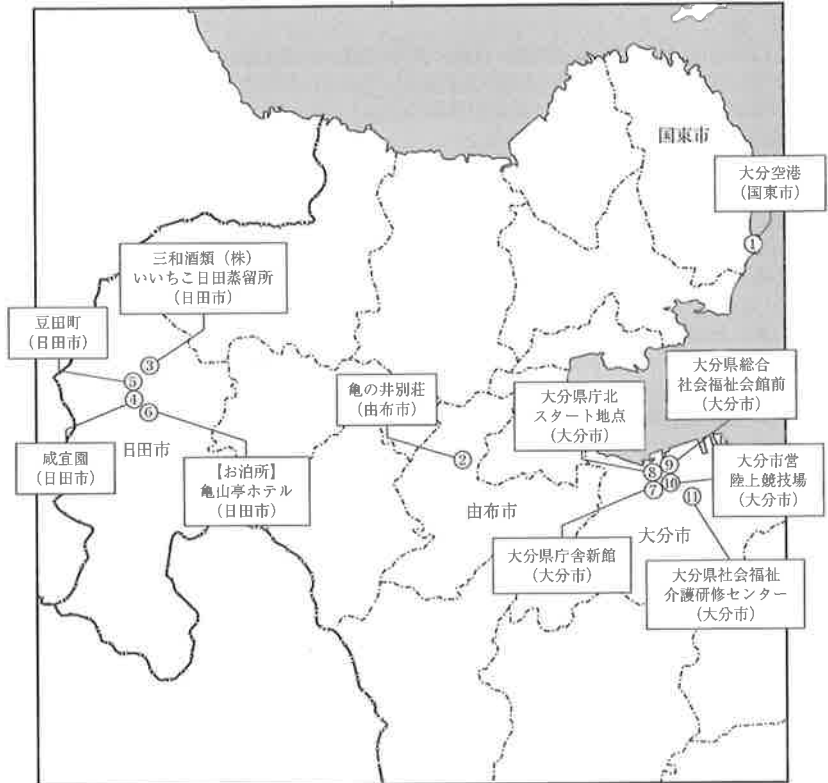 国東市
大分空港
(国東市)
①
三和酒類（株）
いいちこ日田蒸留所
(日田市)
豆田町
(日田市)
③
⑤
④
⑥
咸宜園
(日田市)
日田市
【お泊所】
亀山亭ホテル
(日田市)
亀の井別荘
(由布市)
②
由布市
大分県庁北
スタート地点
(大分市)
大分県総合
社会福祉会館前
(大分市)
⑧
⑨
⑦
⑩
⑪
大分市営
陸上競技場
(大分市)
大分市
大分県庁舎新館
(大分市)
大分県社会福祉
介護研修センター
(大分市)